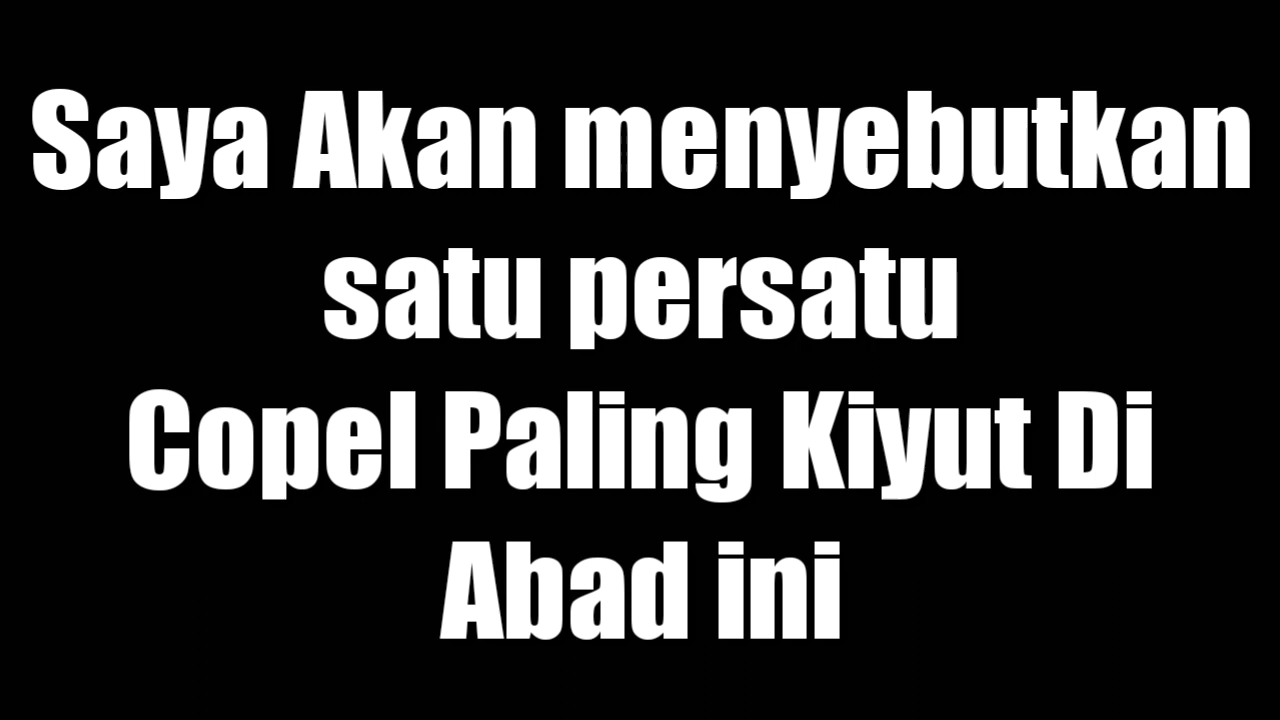 Saya Akan menyebutkan
satu persatu
Copel Paling Kiyut Di
Abad ini